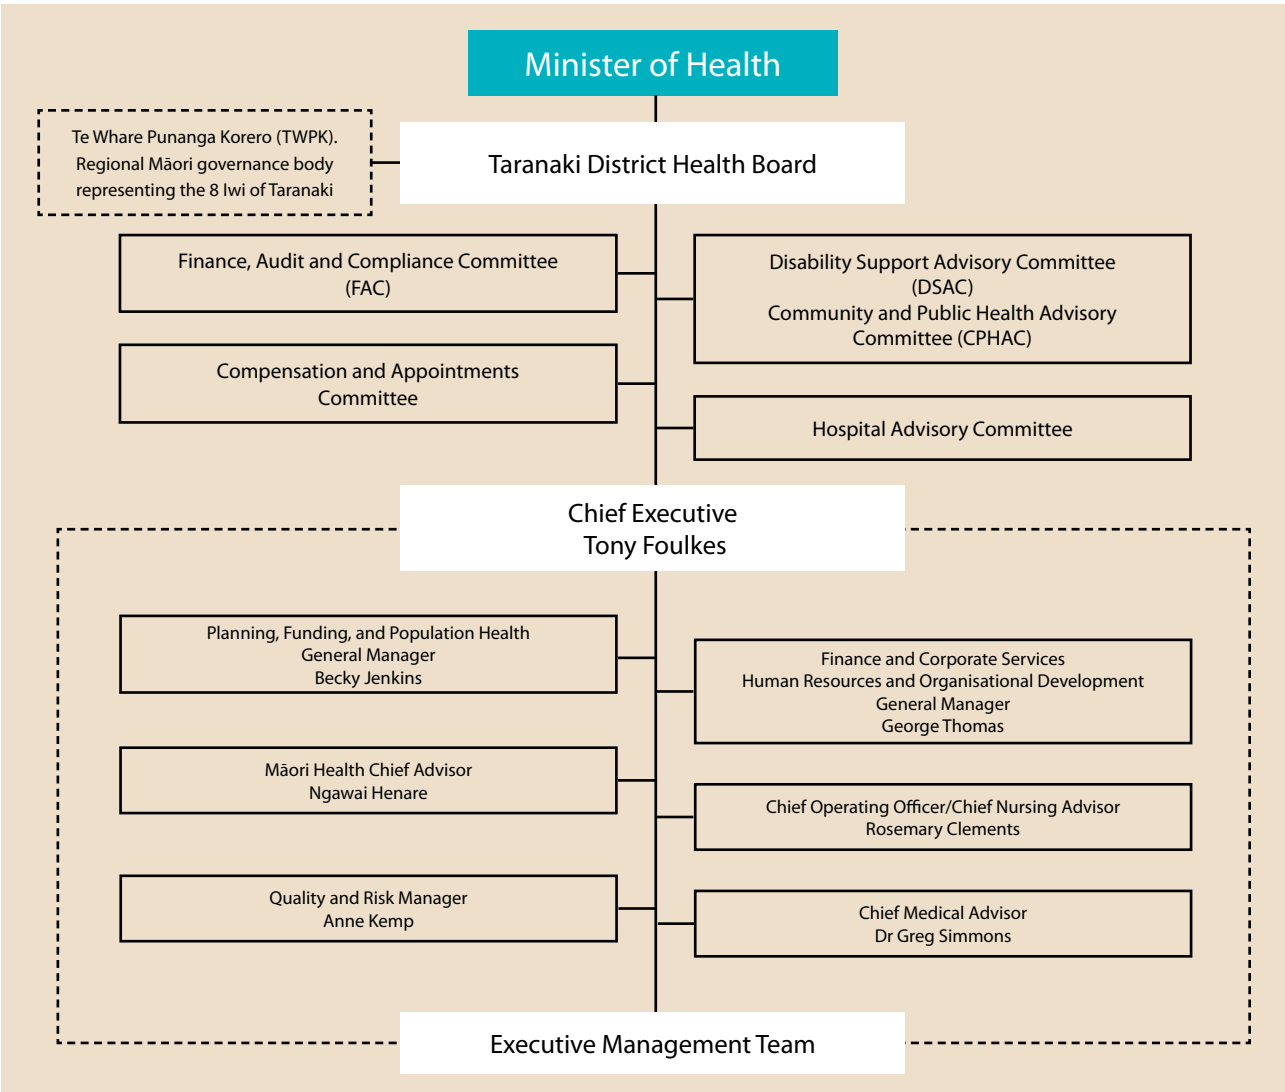 Minister of Health
Te Whare Punanga Korero (TWPK).
Regional Māori governance body
representing the 8 Iwi of Taranaki
Taranaki District Health Board
Finance, Audit and Compliance Committee
(FAC)
Disability Support Advisory Committee
(DSAC)
Community and Public Health Advisory
Committee (CPHAC)
Compensation and Appointments
Committee
Hospital Advisory Committee
Chief Executive
Tony Foulkes
Planning, Funding, and Population Health
General Manager
Becky Jenkins
Finance and Corporate Services
Human Resources and Organisational Development
General Manager
George Thomas
Māori Health Chief Advisor
Ngawai Henare
Chief Operating Officer/Chief Nursing Advisor
Rosemary Clements
Quality and Risk Manager
Anne Kemp
Chief Medical Advisor
Dr Greg Simmons
Executive Management Team